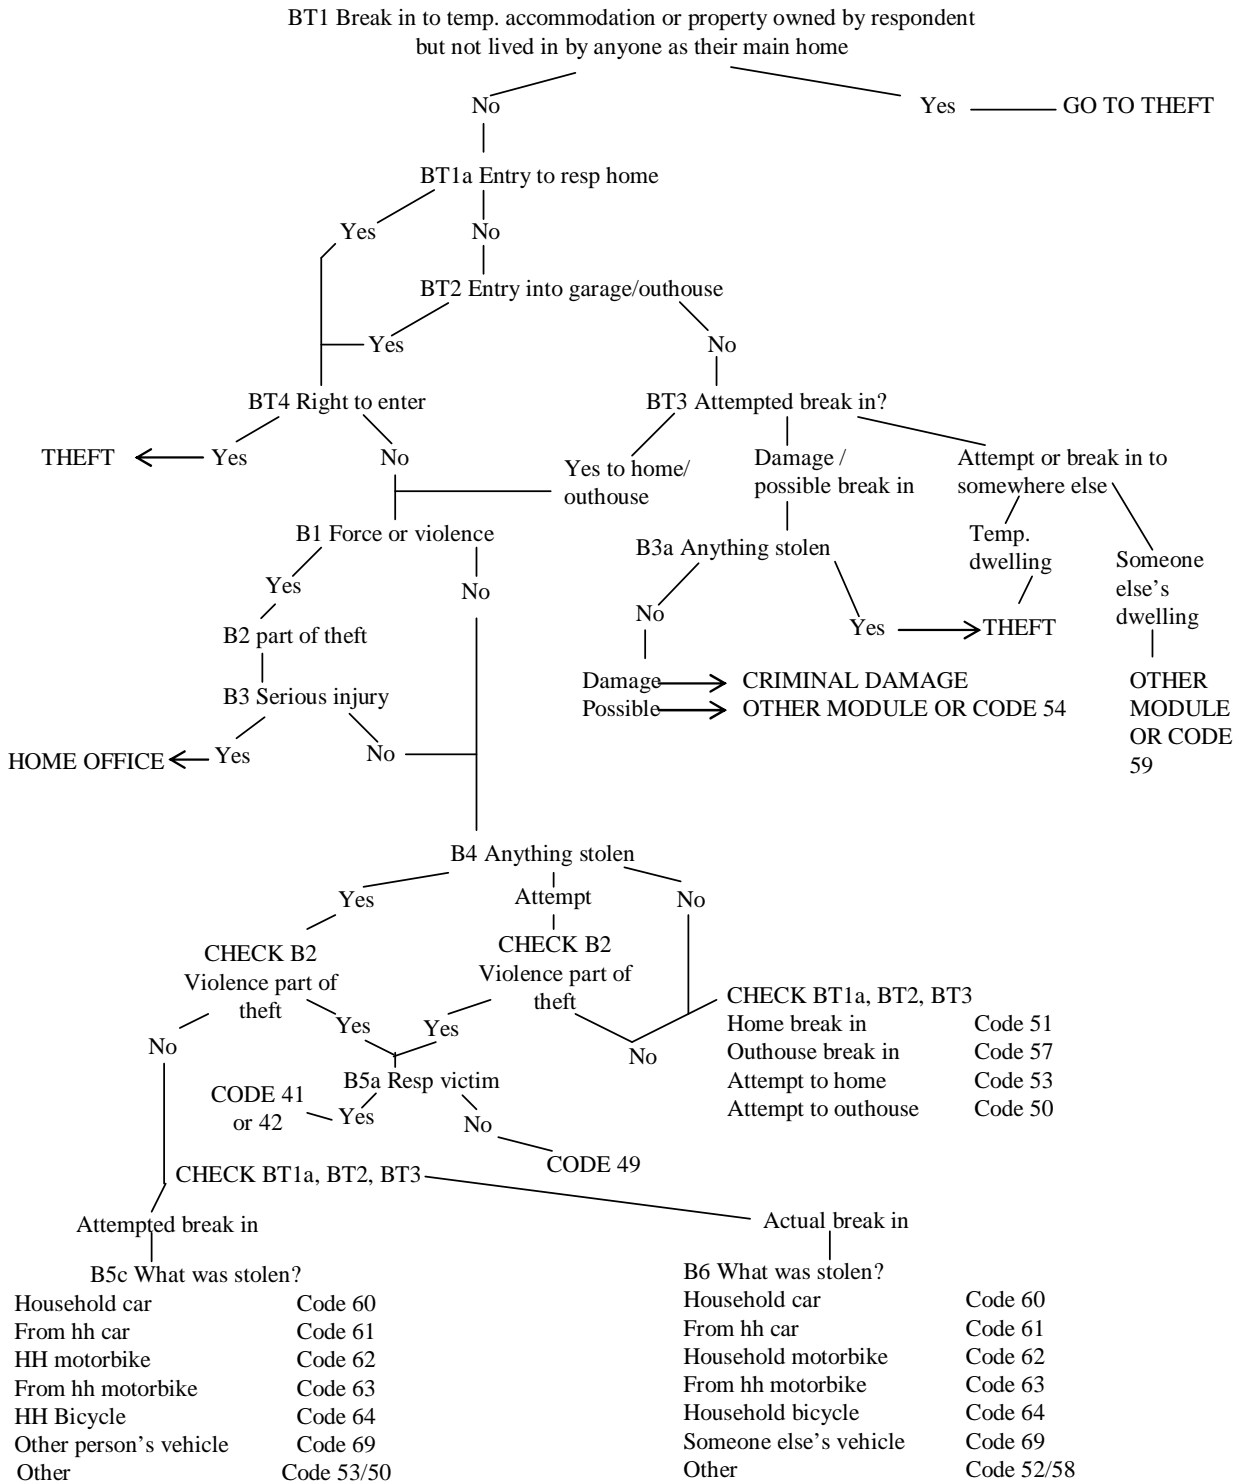 BT1 Break in to temp. accommodation or property owned by respondent
but not lived in by anyone as their main home
No
Yes
GO TO THEFT
BT1a Entry to resp home
Yes
No
BT2 Entry into garage/outhouse
Yes
No
BT4 Right to enter
BT3 Attempted break in?
THEFT
Yes
No
Yes to home/
outhouse
Damage /
possible break in
Attempt or break in to
somewhere else
B1 Force or violence
B3a Anything stolen
Temp.
dwelling
Someone
else's
dwelling
Yes
No
No
Yes
THEFT
B2 part of theft
B3 Serious injury
Damage
CRIMINAL DAMAGE
Possible
OTHER MODULE OR CODE 54
OTHER
MODULE
OR CODE
59
HOME OFFICE
Yes
No
B4 Anything stolen
Yes
Attempt
No
CHECK B2
Violence part of
theft
CHECK B2
Violence part of
theft
No
Yes
Yes
No
CHECK BT1a, BT2, BT3
Home break in Code 51
Outhouse break in Code 57
Attempt to home Code 53
Attempt to outhouse Code 50
B5a Resp victim
CODE 41
or 42
Yes
No
CODE 49
CHECK BT1a, BT2, BT3
Attempted break in
Actual break in
B5c What was stolen?
Household car Code 60
From hh car Code 61
HH motorbike Code 62
From hh motorbike Code 63
HH Bicycle Code 64
Other person's vehicle Code 69
Other Code 53/50
B6 What was stolen?
Household car Code 60
From hh car Code 61
Household motorbike Code 62
From hh motorbike Code 63
Household bicycle Code 64
Someone else's vehicle Code 69
Other Code 52/58